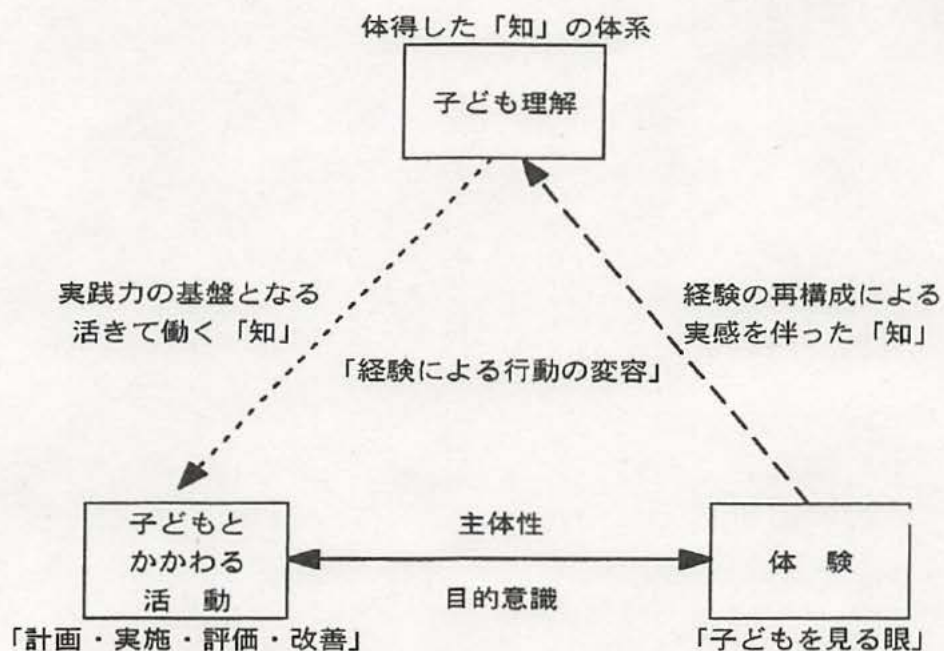 体得した「知」の体系
子ども理解
実践力の基盤となる
活きて働く「知」
経験の再構成による
実感を伴った「知」
「経験による行動の変容」
子どもと
かかわる
活 動
主体性
目的意識
体 験
「計画・実施・評価・改善」
「子どもを見る眼」